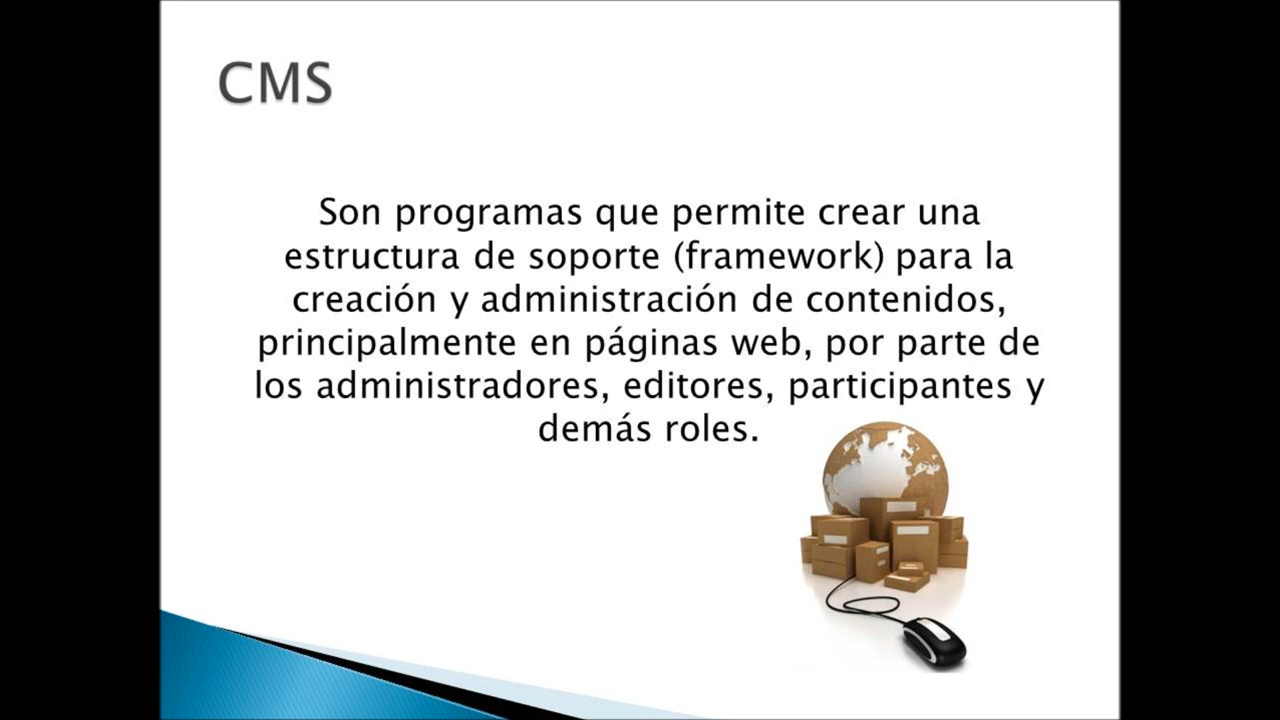 CMS
Son programas que permite crear una
estructura de soporte (framework) para la
creación y administración de contenidos,
principalmente en páginas web, por parte de
los administradores, editores, participantes y
demás roles.